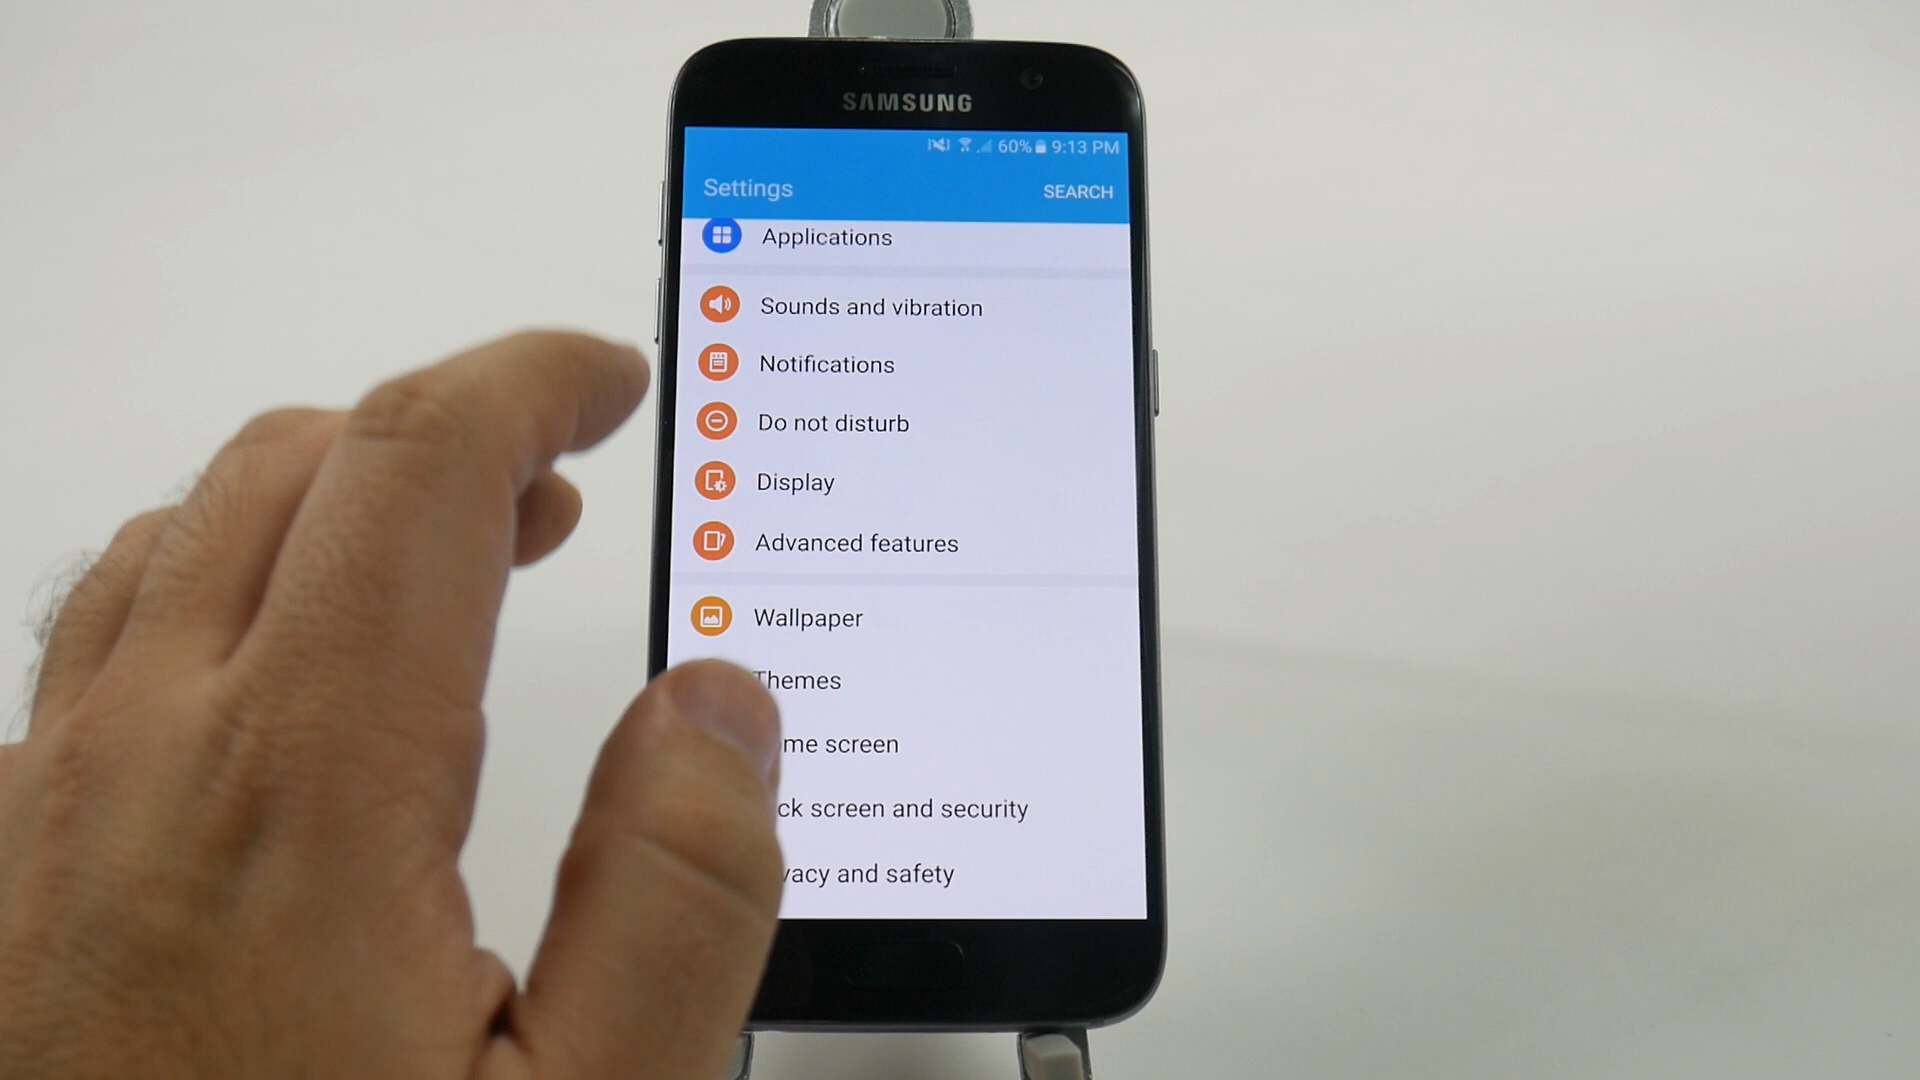 SAMSUNG
60% 9:13 PM
Settings SEARCH
Applications
Sounds and vibration
Notifications
Do not disturb
Display
Advanced features
Wallpaper
Themes
me screen
ck screen and security
vacy and safety